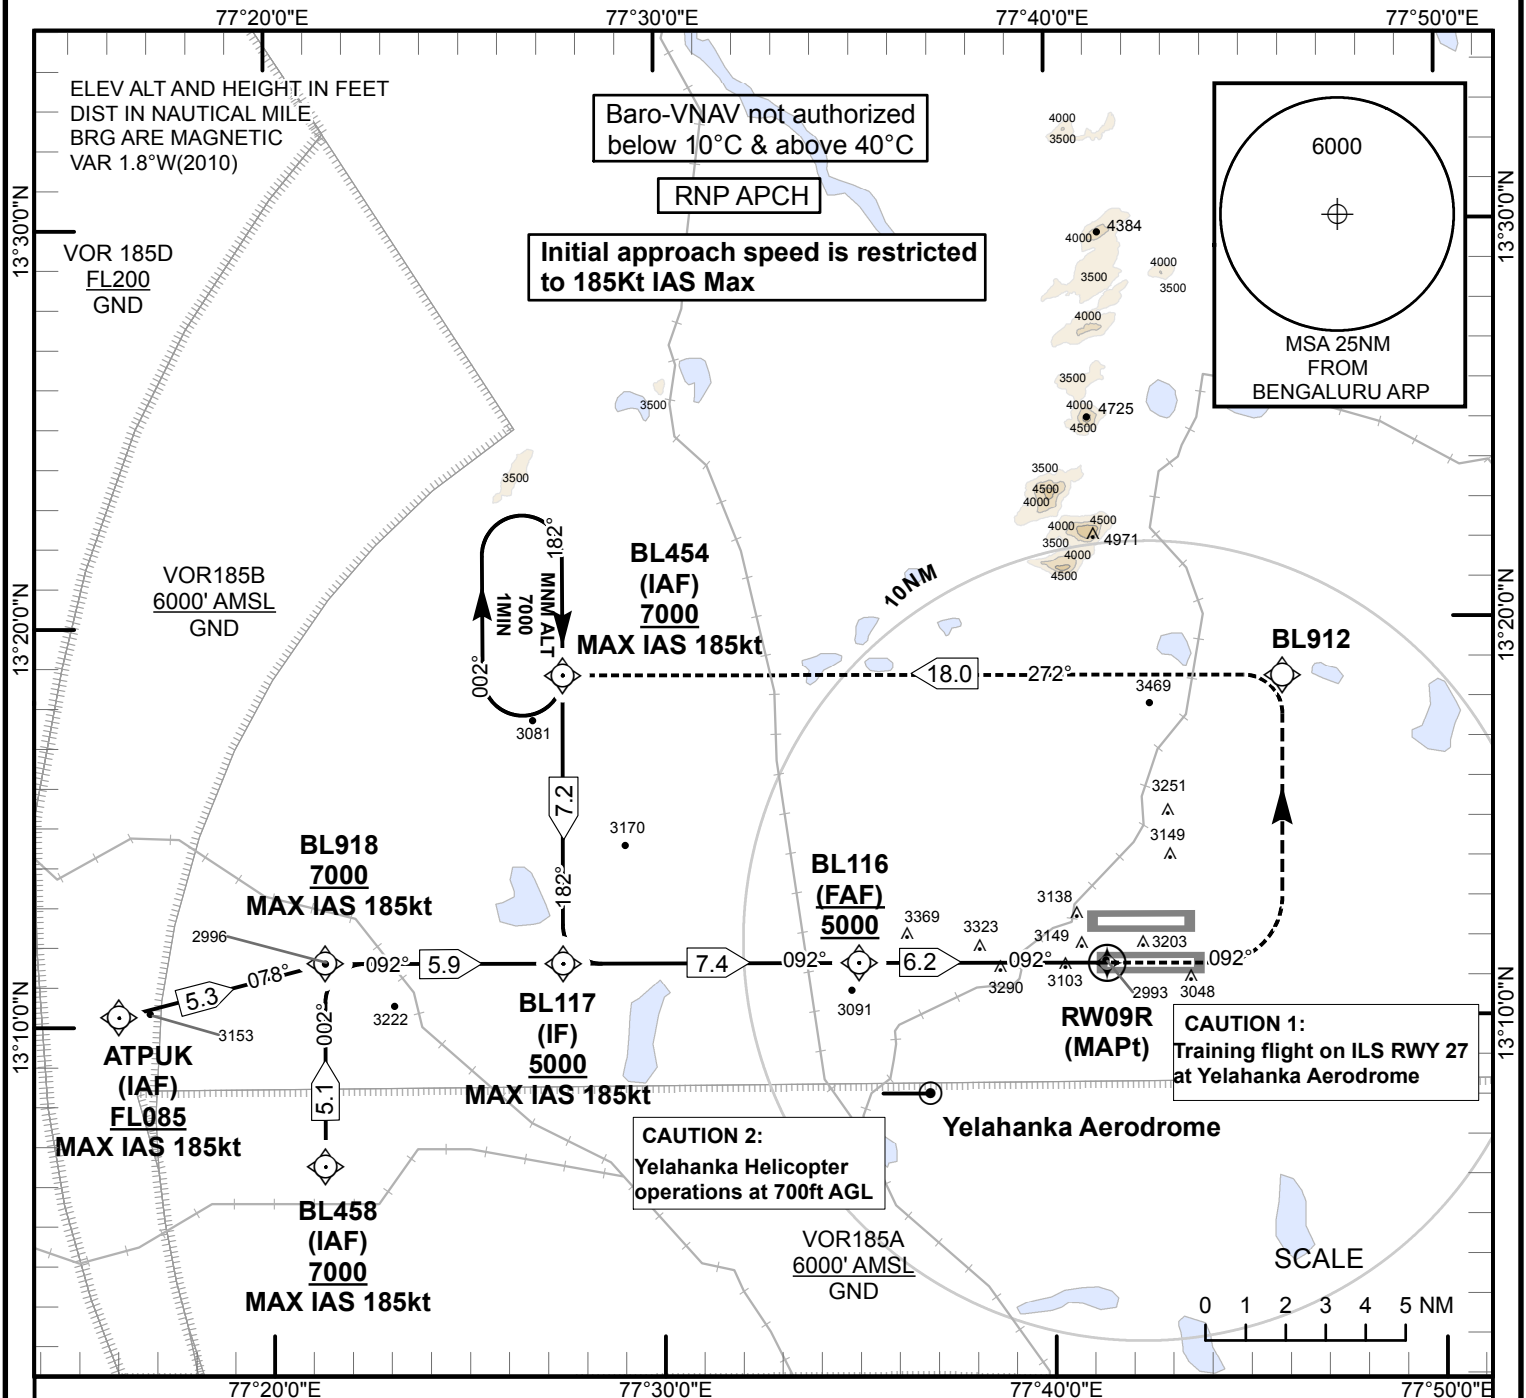 77°20'0"E
77°30'0"E
77°40'0"E
77°50'0"E
ELEV ALT AND HEIGHT IN FEET
DIST IN NAUTICAL MILE
BRG ARE MAGNETIC
VAR 1.8°W(2010)
Baro-VNAV not authorized
below 10°C & above 40°C
RNP APCH
Initial approach speed is restricted
to 185Kt IAS Max
6000
MSA 25NM
FROM
BENGALURU ARP
13°30'0"N
13°30'0"N
VOR 185D
FL200
GND
4000
3500
4384
4000
3500
4000
3500
4000
3500
3500
4000
4725
4500
3500
3500
4500
4000
4500
4000
4971
3500
4000
4500
VOR185B
6000' AMSL
GND
182°
MNM ALT
7000
1MIN
002°
BL454
(IAF)
7000
MAX IAS 185kt
10NM
13°20'0"N
13°20'0"N
BL912
18.0
272°
3469
3081
7.2
182°
3170
3251
3149
BL918
7000
MAX IAS 185kt
2996
BL116
(FAF)
5000
3369
3323
3138
3149
3203
078°
5.3
092°
5.9
7.4
092°
6.2
092°
092°
3290
3103
2993
3048
3153
002°
3222
3091
BL117
(IF)
5000
MAX IAS 185kt
RW09R
(MAPt)
CAUTION 1:
Training flight on ILS RWY 27
at Yelahanka Aerodrome
13°10'0"N
13°10'0"N
ATPUK
(IAF)
FL085
MAX IAS 185kt
5.1
Yelahanka Aerodrome
CAUTION 2:
Yelahanka Helicopter
operations at 700ft AGL
BL458
(IAF)
7000
MAX IAS 185kt
VOR185A
6000' AMSL
GND
SCALE
0 1 2 3 4 5 NM
77°20'0"E
77°30'0"E
77°40'0"E
77°50'0"E